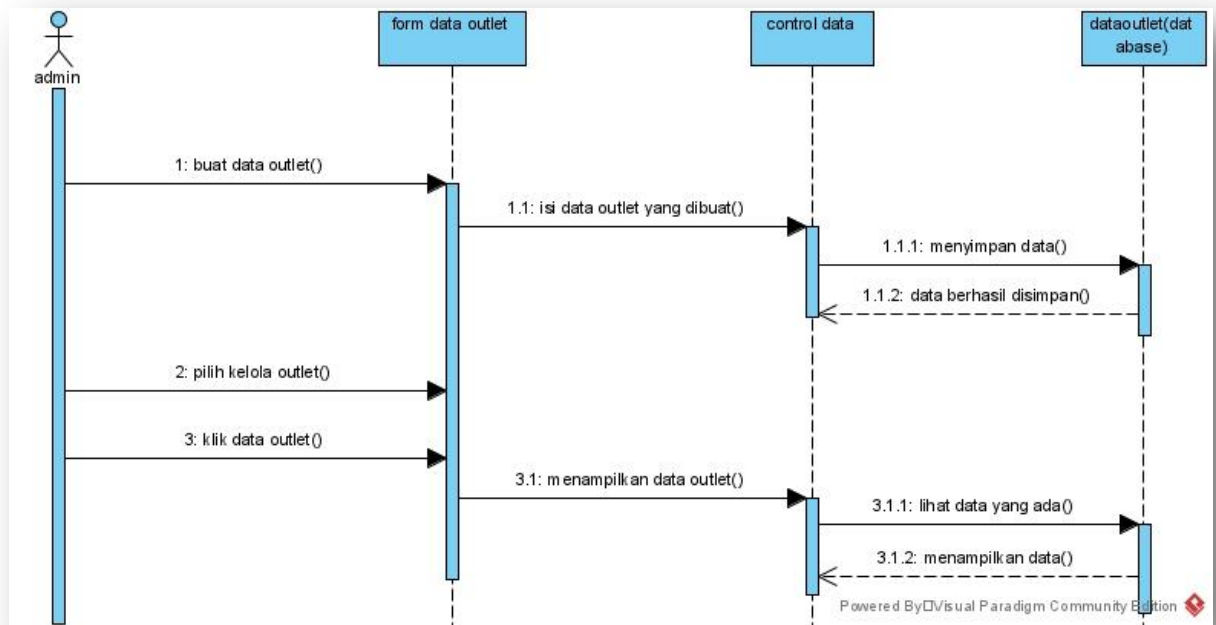 form data outlet
control data
dataoutlet(dat
abase)
admin
1: buat data outlet()
1.1: isi data outlet yang dibuat()
1.1.1: menyimpan data()
1.1.2: data berhasil disimpan()
2: pilih kelola outlet()
3: klik data outlet()
3.1: menampilkan data outlet()
3.1.1: lihat data yang ada()
3.1.2: menampilkan data()
Powered By□Visual Paradigm Community Edition